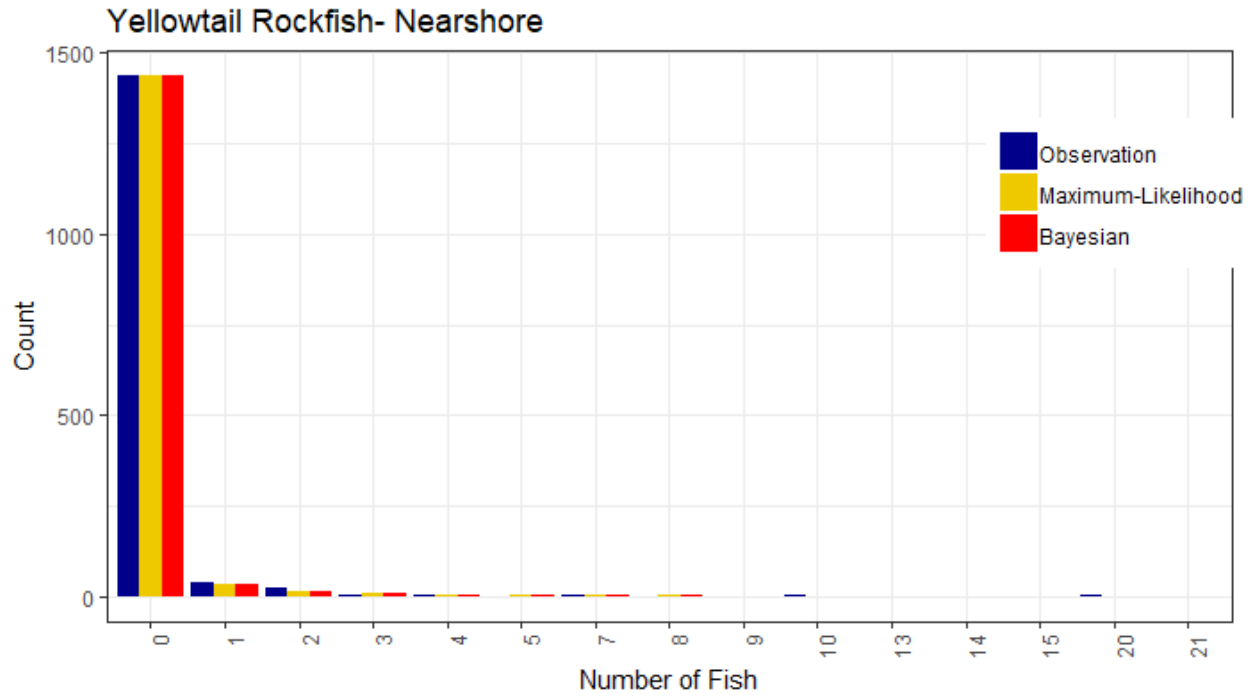 Yellowtail Rockfish- Nearshore
1500
1000
500
0
Count
Observation
Maximum-Likelihood
Bayesian
0 1 2 3 4 5 7 8 9 10 13 14 15 20 21
Number of Fish